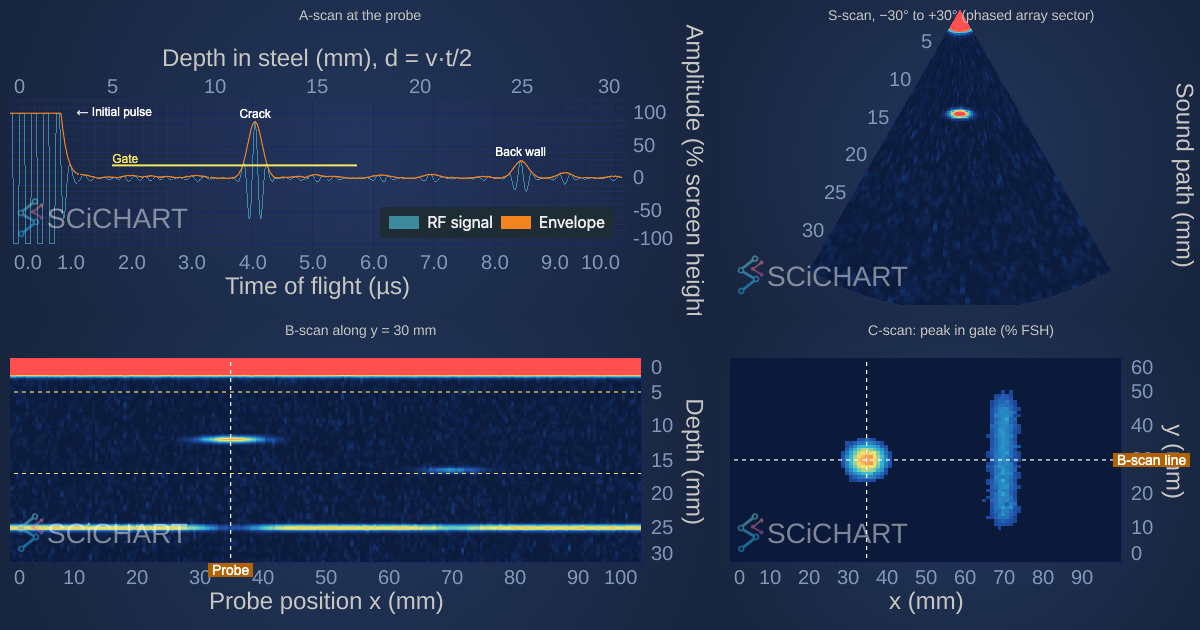 A-scan at the probe
Depth in steel (mm), d = v·t/2
0 5 10 15 20 25 30
← Initial pulse
Crack
Gate
Back wall
100
50
0
-50
-100
Amplitude (% screen height
RF signal
Envelope
SCiCHART
0.0 1.0 2.0 3.0 4.0 5.0 6.0 7.0 8.0 9.0 10.0
Time of flight (µs)
S-scan, −30° to +30° (phased array sector)
5
10
15
20
25
30
Sound path (mm)
SCiCHART
B-scan along y = 30 mm
0
5
10
15
20
25
30
Depth (mm)
SCiCHART
Probe
0 10 20 30 40 50 60 70 80 90 100
Probe position x (mm)
C-scan: peak in gate (% FSH)
60
50
40
B-scan line
20
10
0
y (mm)
SCiCHART
0 10 20 30 40 50 60 70 80 90
x (mm)